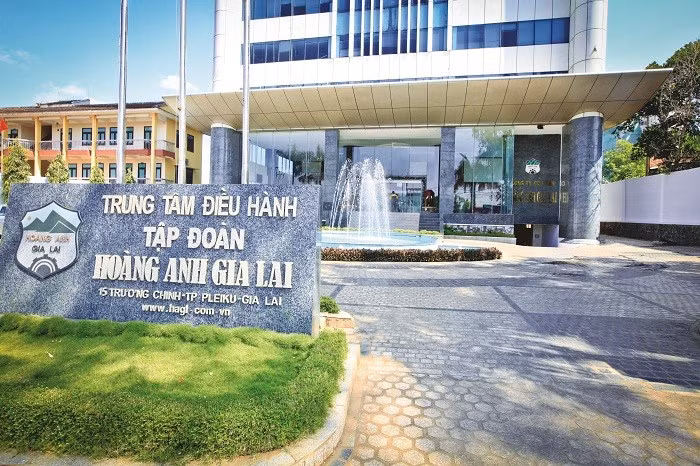 TRUNG TÂM ĐIỀU HÀNH
TẬP ĐOÀN
HOÀNG ANH GIA LAI
15 TRƯỜNG CHINH-TP PLEIKU-GIA LAI
www.hagl-com.vn
HOÀNG ANH
GIA LAI